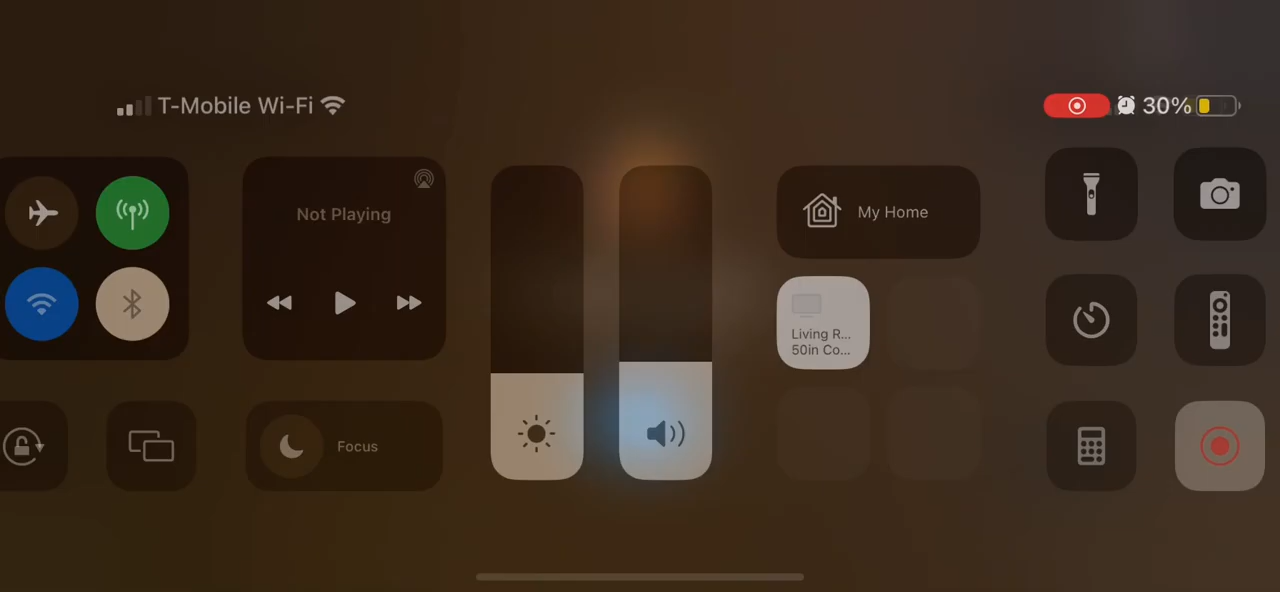 T-Mobile Wi-Fi
30%
Not Playing
My Home
Living R...
50in Co...
Focus